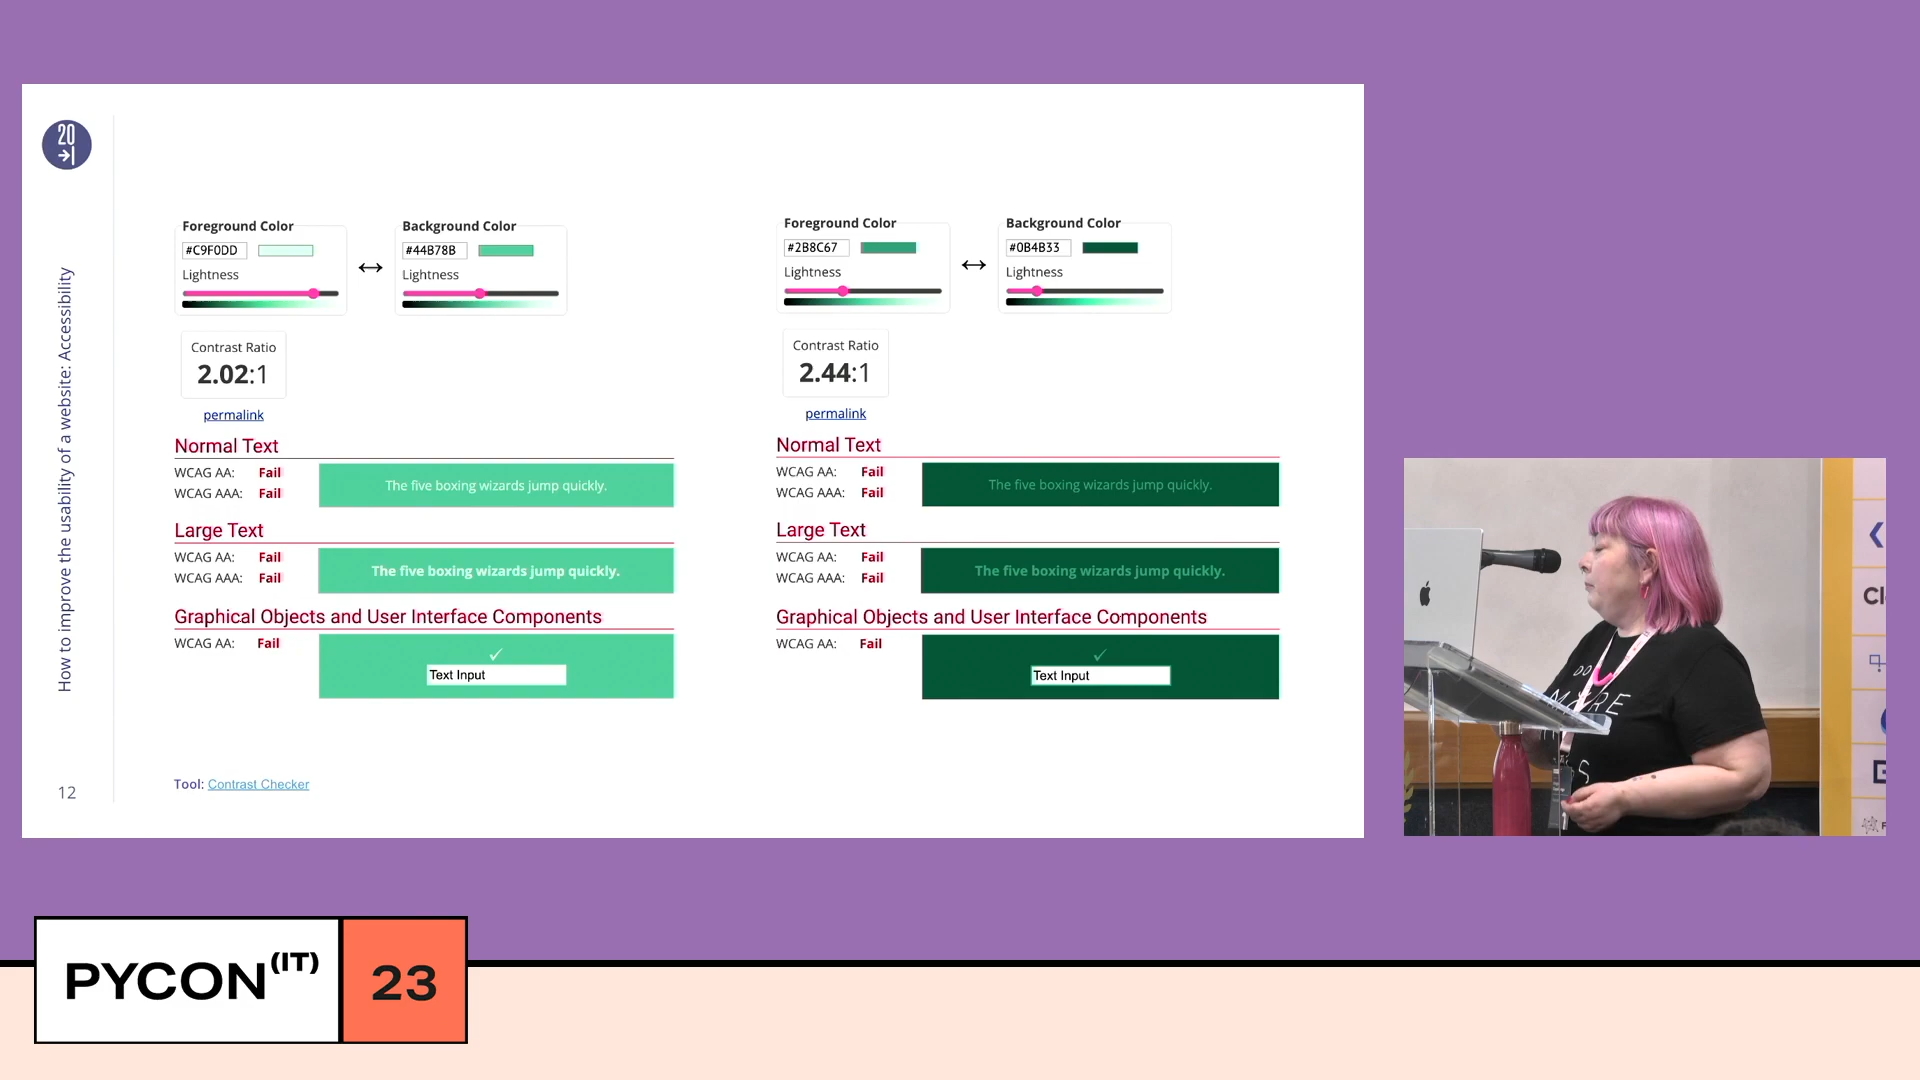 20
How to improve the usability of a website: Accessibility
12
Foreground Color
#C9F0DD
Lightness
Background Color
#44B78B
Lightness
Contrast Ratio
2.02:1
permalink
Normal Text
WCAG AA: Fail
WCAG AAA: Fail
The five boxing wizards jump quickly.
Large Text
WCAG AA: Fail
WCAG AAA: Fail
The five boxing wizards jump quickly.
Graphical Objects and User Interface Components
WCAG AA: Fail
Text Input
Foreground Color
#2B8C67
Lightness
Background Color
#0B4B33
Lightness
Contrast Ratio
2.44:1
permalink
Normal Text
WCAG AA: Fail
WCAG AAA: Fail
The five boxing wizards jump quickly.
Large Text
WCAG AA: Fail
WCAG AAA: Fail
The five boxing wizards jump quickly.
Graphical Objects and User Interface Components
WCAG AA: Fail
Text Input
Tool: Contrast Checker
DO
MORE
PYCON(IT) 23